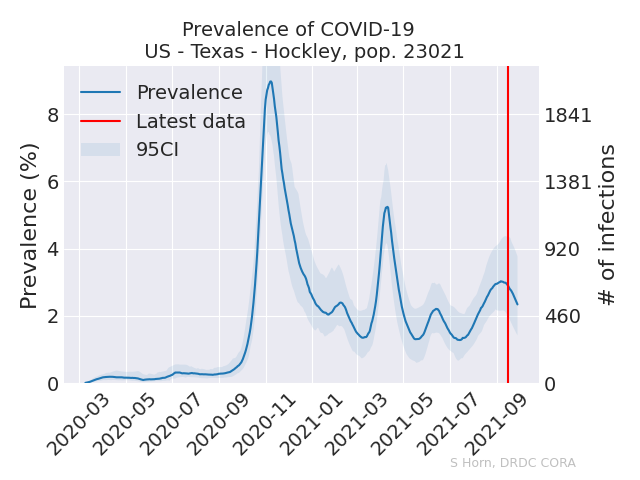 Prevalence of COVID-19
US - Texas - Hockley, pop. 23021
Prevalence
Latest data
95CI
Prevalence (%)
8
6
4
2
0
1841
1381
920
460
0
# of infections
2020-03
2020-05
2020-07
2020-09
2020-11
2021-01
2021-03
2021-05
2021-07
2021-09
S Horn, DRDC CORA